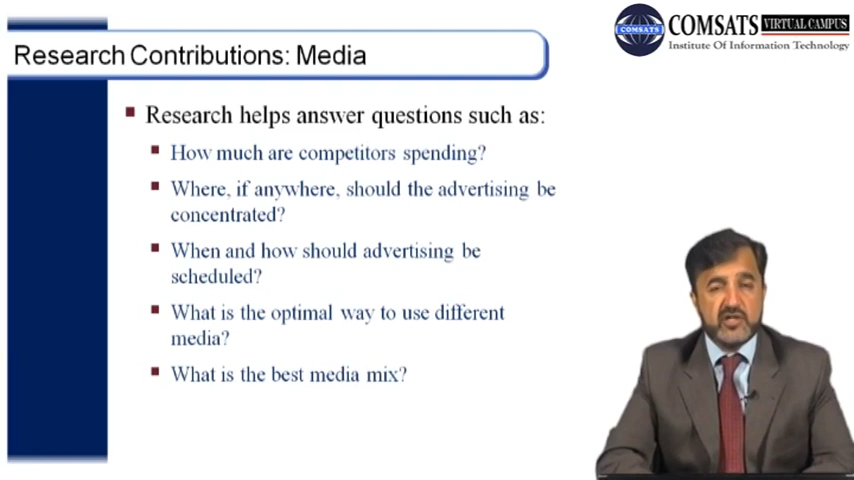 COMSATS VIRTUAL CAMPUS
COMSATS
Institute Of Information Technology
Research Contributions: Media
Research helps answer questions such as:
How much are competitors spending?
Where, if anywhere, should the advertising be
concentrated?
When and how should advertising be
scheduled?
What is the optimal way to use different
media?
What is the best media mix?